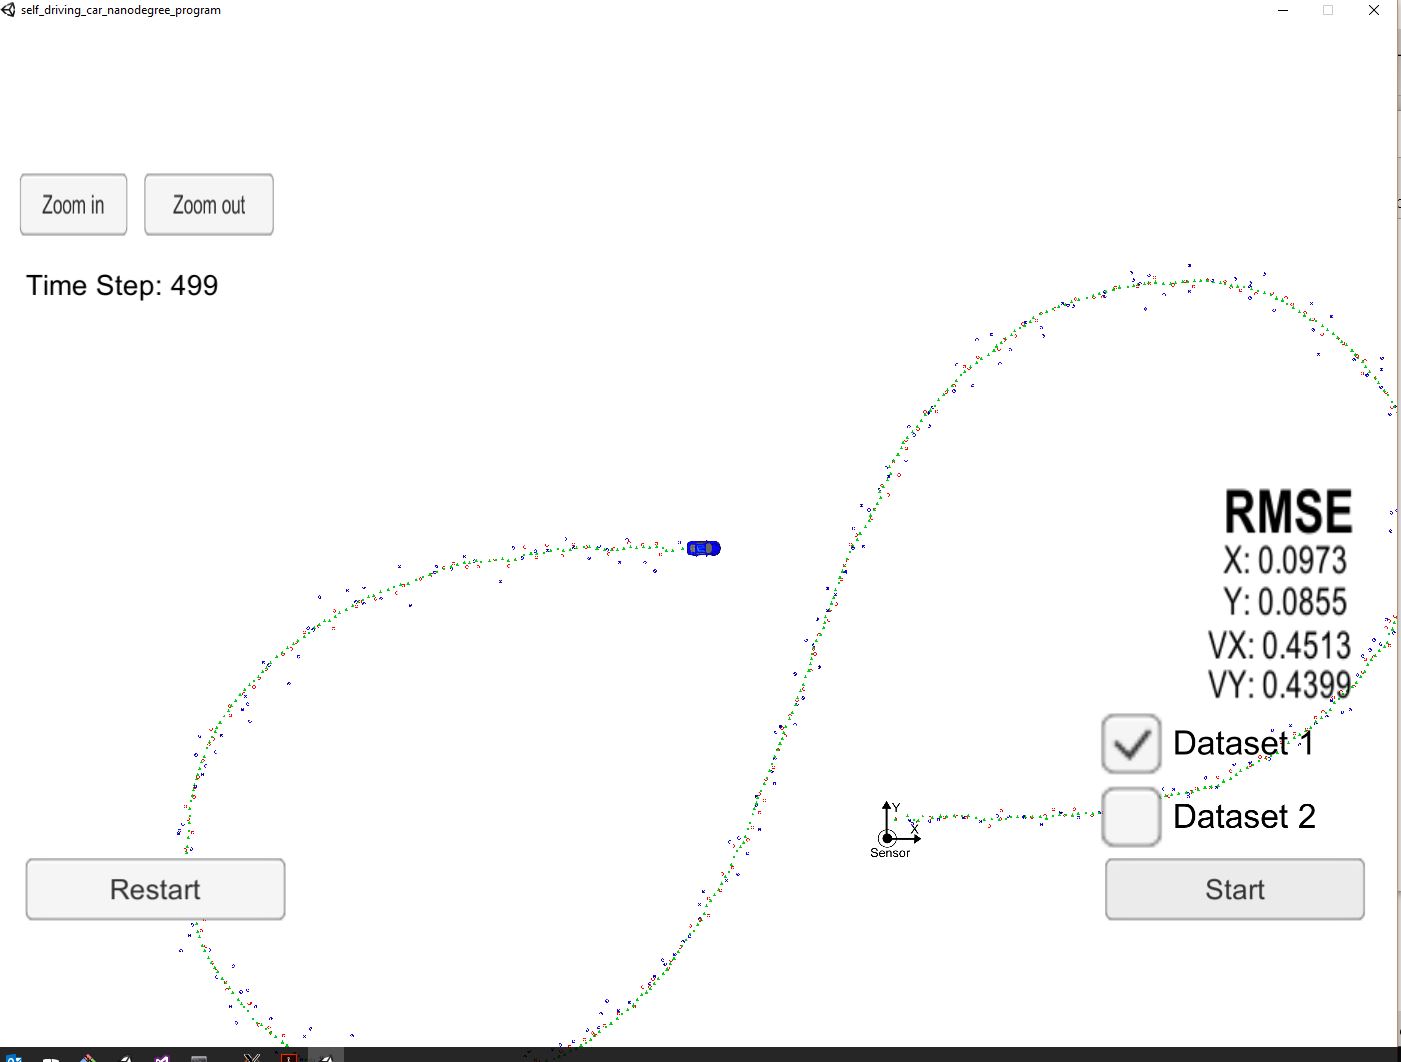 self_driving_car_nanodegree_program
Zoom in
Zoom out
Time Step: 499
RMSE
X: 0.0973
Y: 0.0855
VX: 0.4513
VY: 0.4399
Dataset 1
Dataset 2
Y
X
Sensor
Restart
Start